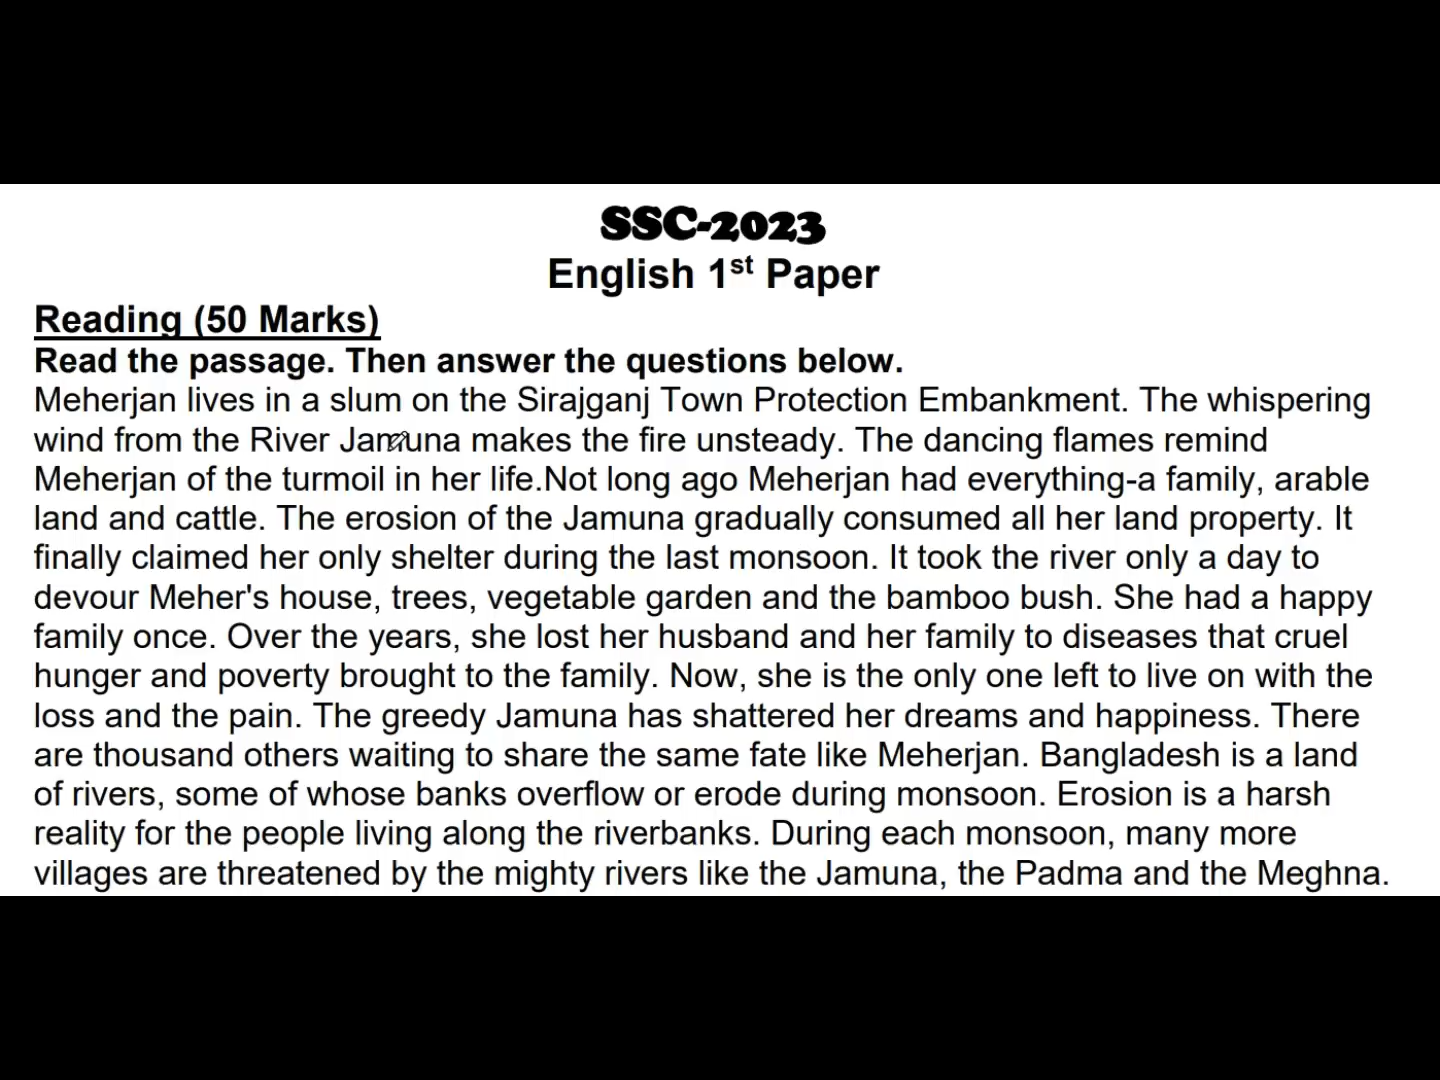 SSC-2023
English 1st Paper
Reading (50 Marks)
Read the passage. Then answer the questions below.
Meherjan lives in a slum on the Sirajganj Town Protection Embankment. The whispering
wind from the River Jamuna makes the fire unsteady. The dancing flames remind
Meherjan of the turmoil in her life.Not long ago Meherjan had everything-a family, arable
land and cattle. The erosion of the Jamuna gradually consumed all her land property. It
finally claimed her only shelter during the last monsoon. It took the river only a day to
devour Meher's house, trees, vegetable garden and the bamboo bush. She had a happy
family once. Over the years, she lost her husband and her family to diseases that cruel
hunger and poverty brought to the family. Now, she is the only one left to live on with the
loss and the pain. The greedy Jamuna has shattered her dreams and happiness. There
are thousand others waiting to share the same fate like Meherjan. Bangladesh is a land
of rivers, some of whose banks overflow or erode during monsoon. Erosion is a harsh
reality for the people living along the riverbanks. During each monsoon, many more
villages are threatened by the mighty rivers like the Jamuna, the Padma and the Meghna.